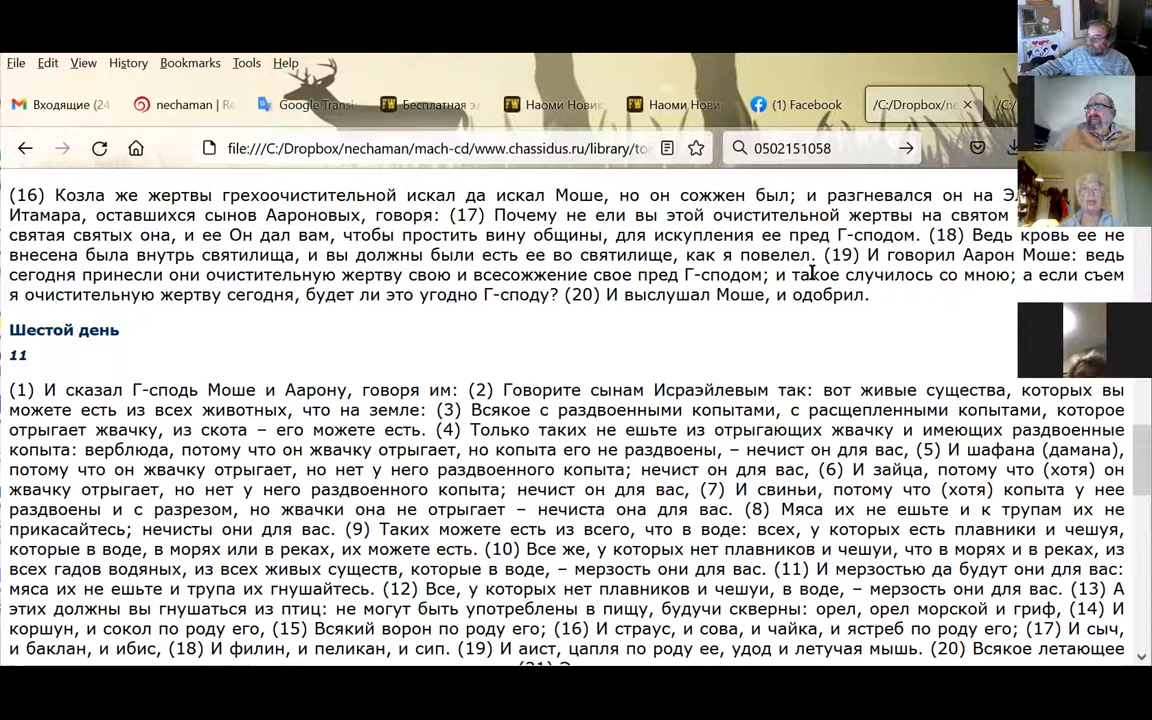 File Edit View History Bookmarks Tools Help
Входящие (24 nechaman | Re Google Transl Бесплатная эл Наоми Новик Наоми Нови (1) Facebook /C:/Dropbox/ne
file:///C:/Dropbox/nechaman/mach-cd/www.chassidus.ru/library/to 0502151058
(16) Козла же жертвы грехоочистительной искал да искал Моше, но он сожжен был; и разгневался он на Э
Итамара, оставшихся сынов Аароновых, говоря: (17) Почему не ели вы этой очистительной жертвы на святом
святая святых она, и ее Он дал вам, чтобы простить вину общины, для искупления ее пред Г-сподом. (18) Ведь кровь ее не
внесена была внутрь святилища, и вы должны были есть ее во святилище, как я повелел. (19) И говорил Аарон Моше: ведь
сегодня принесли они очистительную жертву свою и всесожжение свое пред Г-сподом; и такое случилось со мною; а если съем
я очистительную жертву сегодня, будет ли это угодно Г-споду? (20) И выслушал Моше, и одобрил.
Шестой день
11
(1) И сказал Г-сподь Моше и Аарону, говоря им: (2) Говорите сынам Исраэйлевым так: вот живые существа, которых вы
можете есть из всех животных, что на земле: (3) Всякое с раздвоенными копытами, с расщепленными копытами, которое
отрыгает жвачку, из скота – его можете есть. (4) Только таких не ешьте из отрыгающих жвачку и имеющих раздвоенные
копыта: верблюда, потому что он жвачку отрыгает, но копыта его не раздвоены, – нечист он для вас, (5) И шафана (дамана),
потому что он жвачку отрыгает, но нет у него раздвоенного копыта; нечист он для вас, (6) И зайца, потому что (хотя) он
жвачку отрыгает, но нет у него раздвоенного копыта; нечист он для вас, (7) И свиньи, потому что (хотя) копыта у нее
раздвоены и с разрезом, но жвачки она не отрыгает – нечиста она для вас. (8) Мяса их не ешьте и к трупам их не
прикасайтесь; нечисты они для вас. (9) Таких можете есть из всего, что в воде: всех, у которых есть плавники и чешуя,
которые в воде, в морях или в реках, их можете есть. (10) Все же, у которых нет плавников и чешуи, что в морях и в реках, из
всех гадов водяных, из всех живых существ, которые в воде, – мерзость они для вас. (11) И мерзостью да будут они для вас:
мяса их не ешьте и трупа их гнушайтесь. (12) Все, у которых нет плавников и чешуи, в воде, – мерзость они для вас. (13) А
этих должны вы гнушаться из птиц: не могут быть употреблены в пищу, будучи скверны: орел, орел морской и гриф, (14) И
коршун, и сокол по роду его, (15) Всякий ворон по роду его; (16) И страус, и сова, и чайка, и ястреб по роду его; (17) И сыч,
и баклан, и ибис, (18) И филин, и пеликан, и сип. (19) И аист, цапля по роду ее, удод и летучая мышь. (20) Всякое летающее